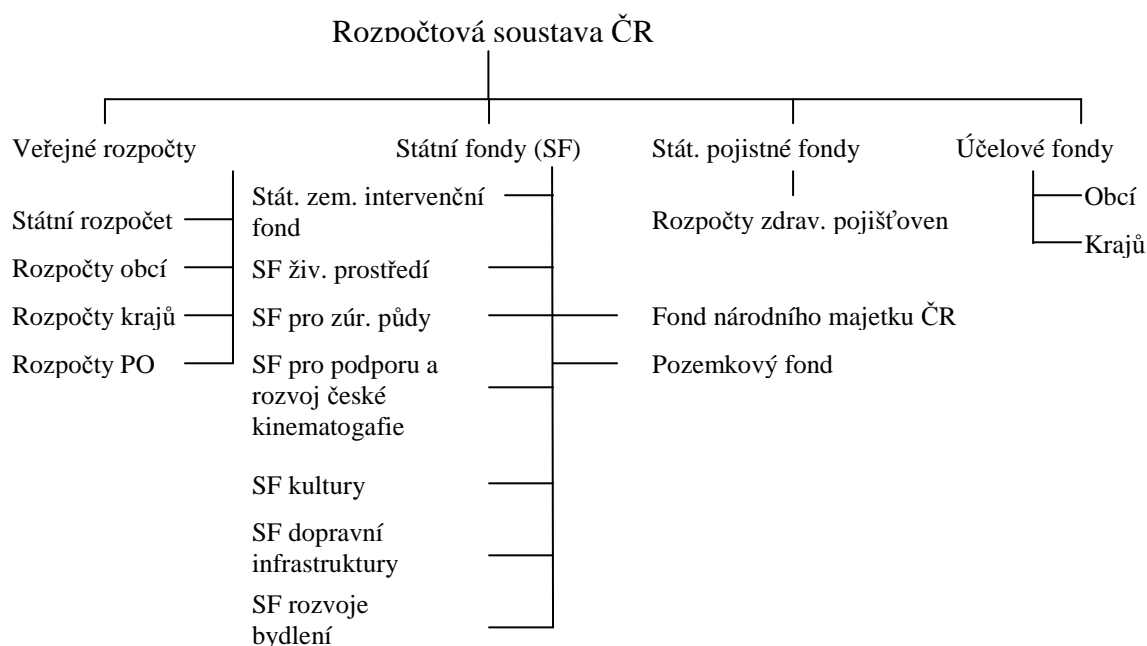 Rozpočtová soustava ČR
Veřejné rozpočty
Státní rozpočet
Rozpočty obcí
Rozpočty krajů
Rozpočty PO
Státní fondy (SF)
Stát. zem. intervenční
fond
SF živ. prostředí
SF pro zúr. půdy
SF pro podporu a
rozvoj české
kinematogafie
SF kultury
SF dopravní
infrastruktury
SF rozvoje
bydlení
Fond národního majetku ČR
Pozemkový fond
Stát. pojistné fondy
Rozpočty zdrav. pojišťoven
Účelové fondy
Obcí
Krajů